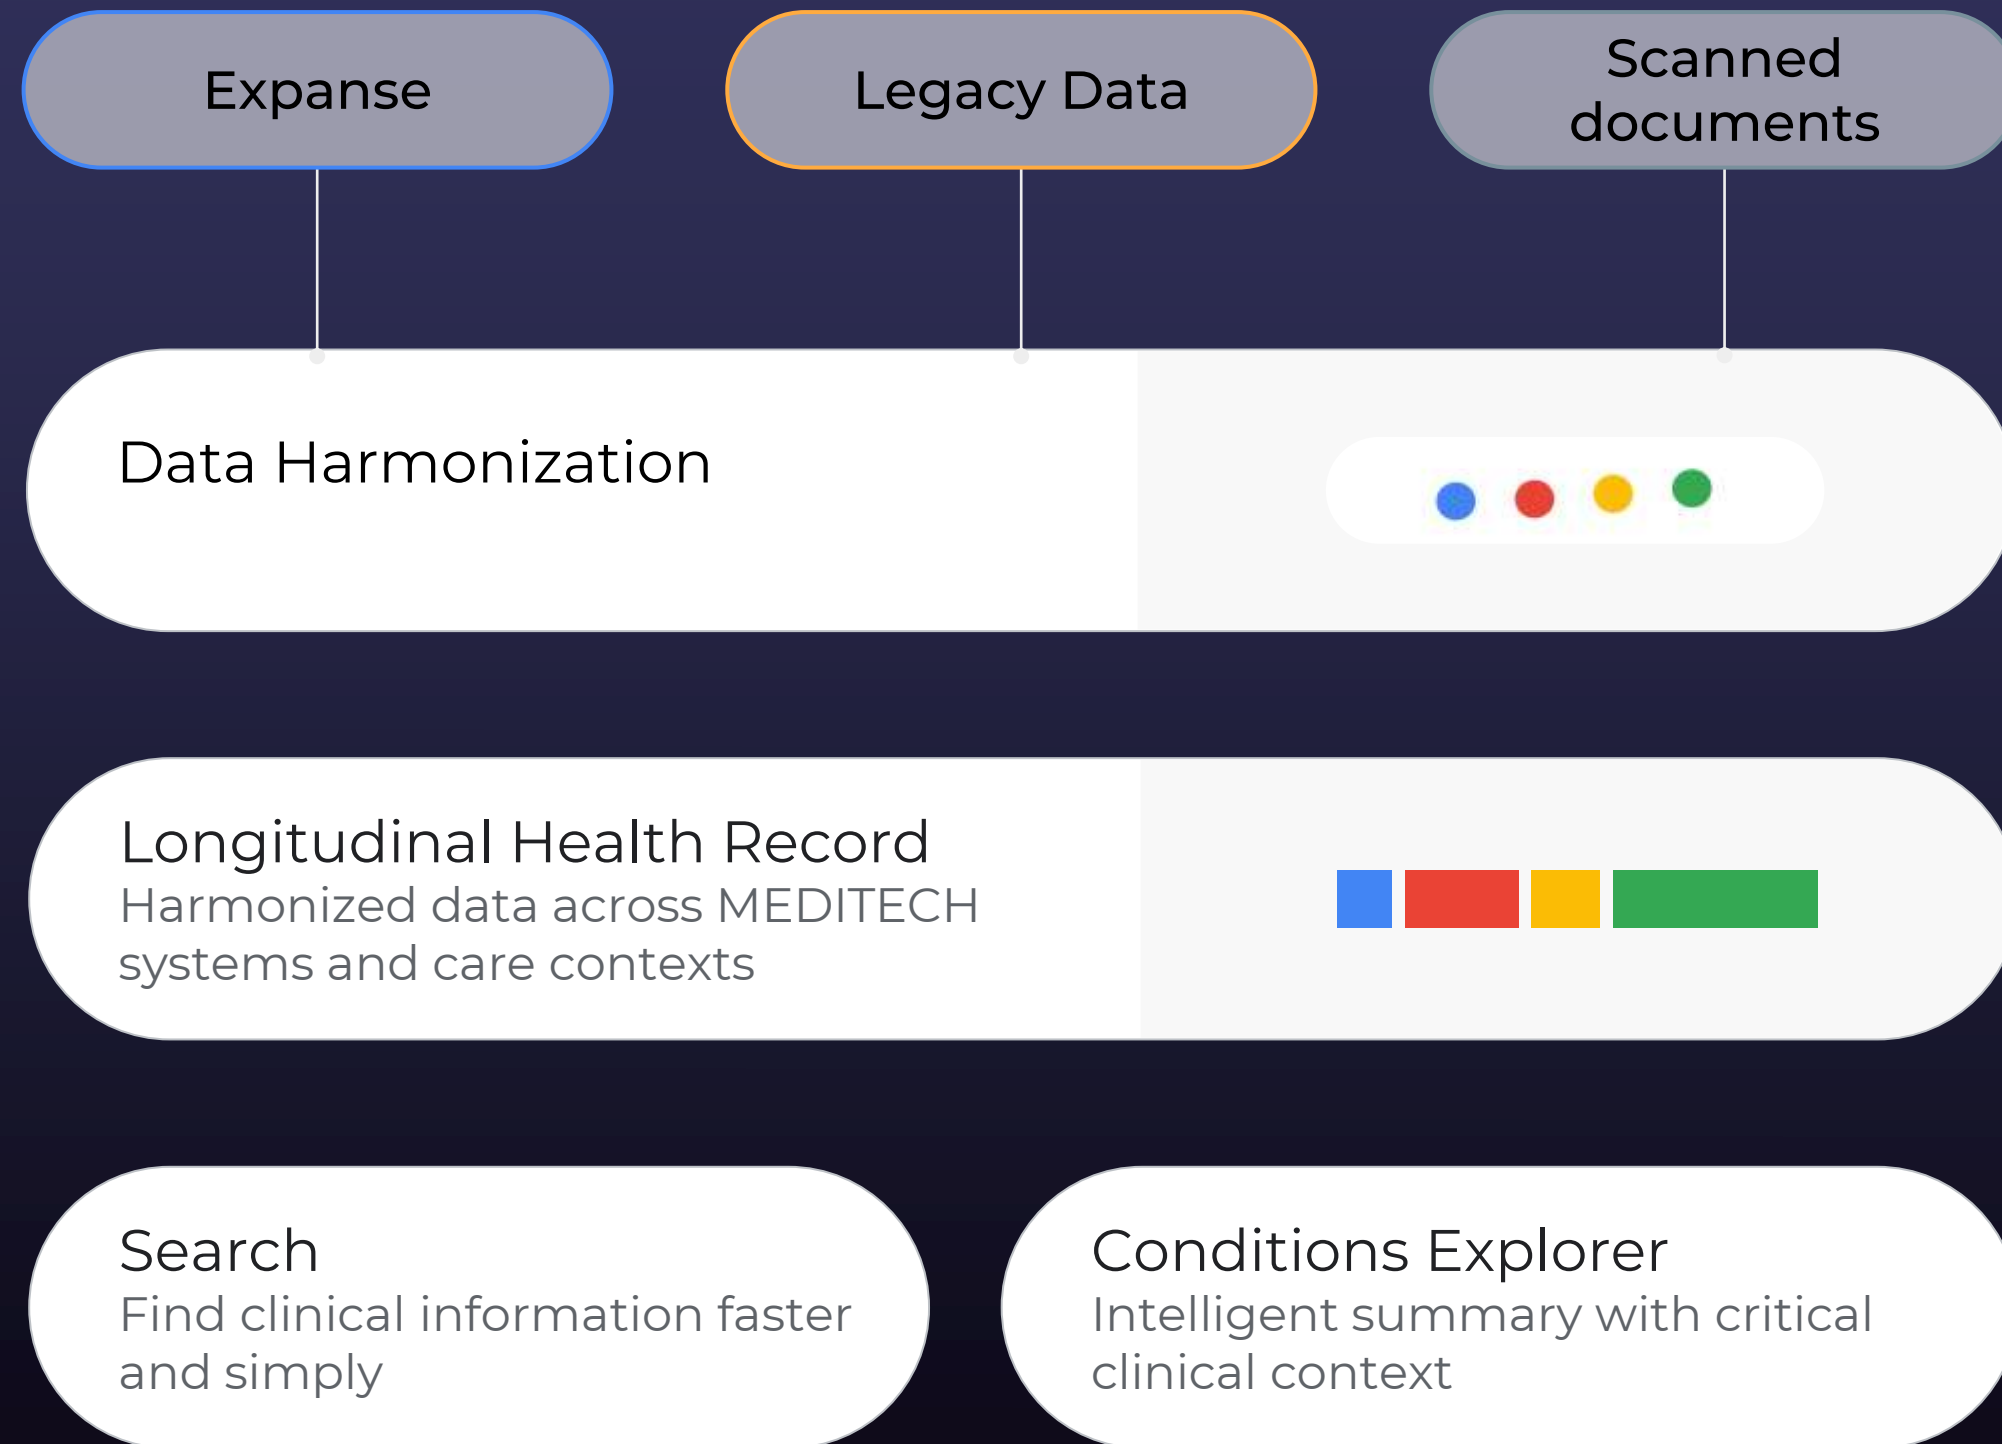 Expanse
Legacy Data
Scanned
documents
Data Harmonization
Longitudinal Health Record
Harmonized data across MEDITECH
systems and care contexts
Search
Find clinical information faster
and simply
Conditions Explorer
Intelligent summary with critical
clinical context